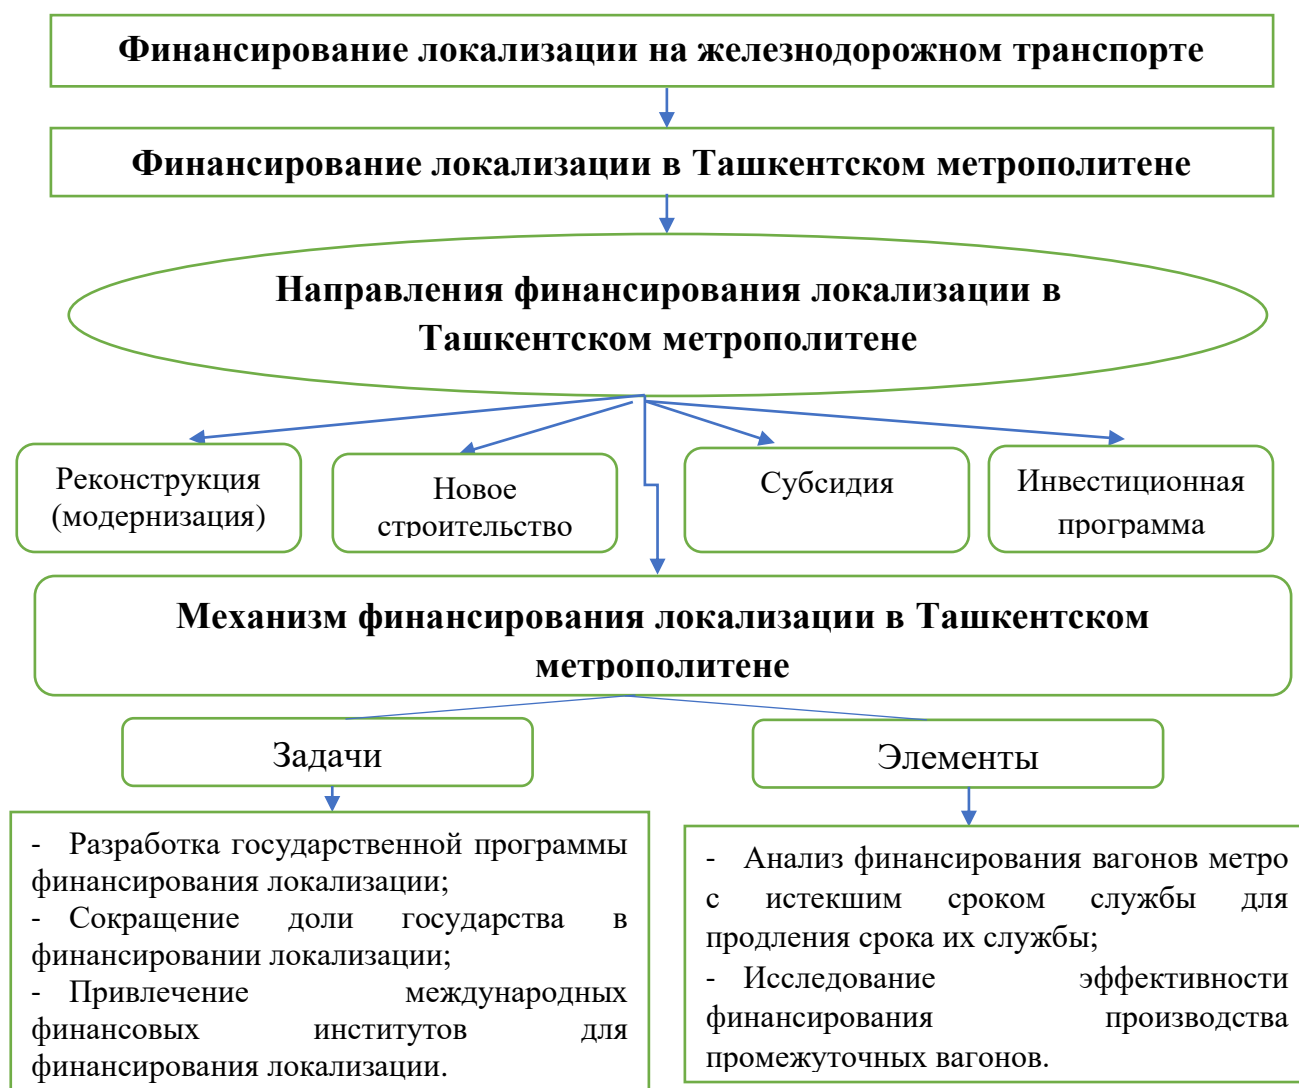 Финансирование локализации на железнодорожном транспорте
Финансирование локализации в Ташкентском метрополитене
Направления финансирования локализации в
Ташкентском метрополитене
Реконструкция
(модернизация)
Новое
строительство
Субсидия
Инвестиционная
программа
Механизм финансирования локализации в Ташкентском
метрополитене
Задачи
Элементы
- Разработка государственной программы
финансирования локализации;
- Сокращение доли государства в
финансировании локализации;
- Привлечение международных
финансовых институтов для
финансирования локализации.
- Анализ финансирования вагонов метро
с истекшим сроком службы для
продления срока их службы;
- Исследование эффективности
финансирования производства
промежуточных вагонов.